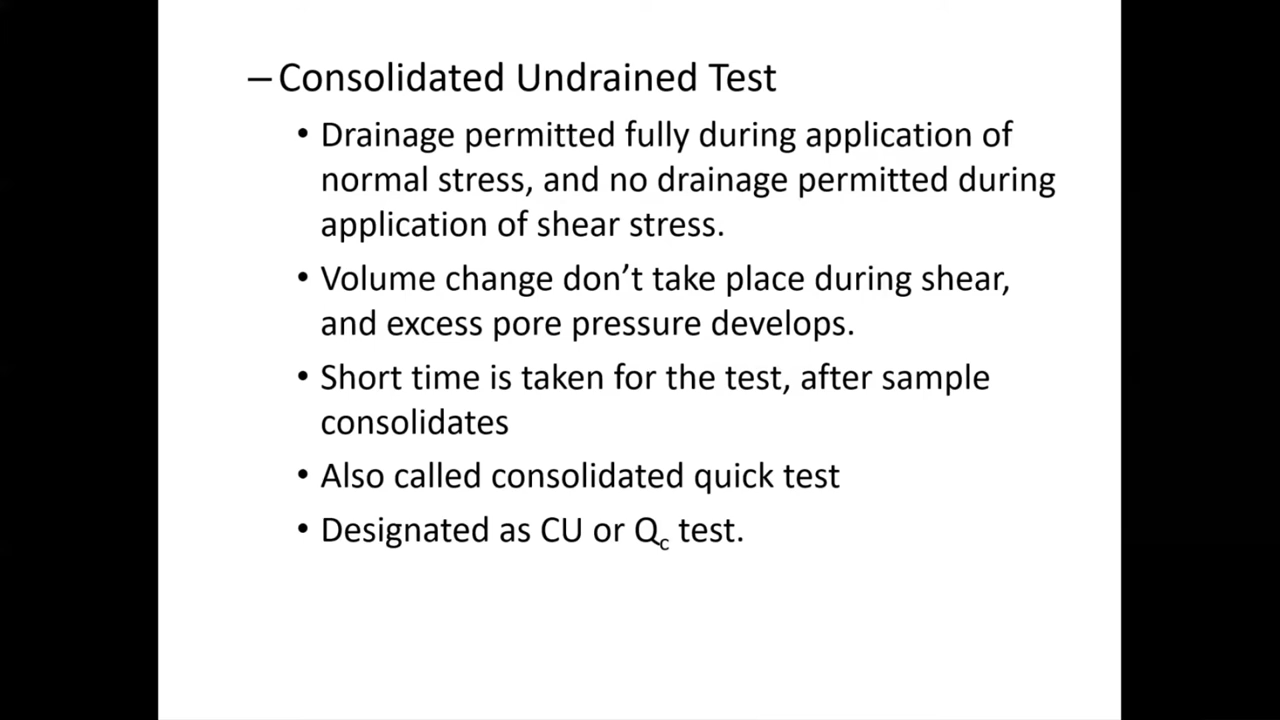 – Consolidated Undrained Test
• Drainage permitted fully during application of
normal stress, and no drainage permitted during
application of shear stress.
• Volume change don’t take place during shear,
and excess pore pressure develops.
• Short time is taken for the test, after sample
consolidates
• Also called consolidated quick test
• Designated as CU or Qc test.